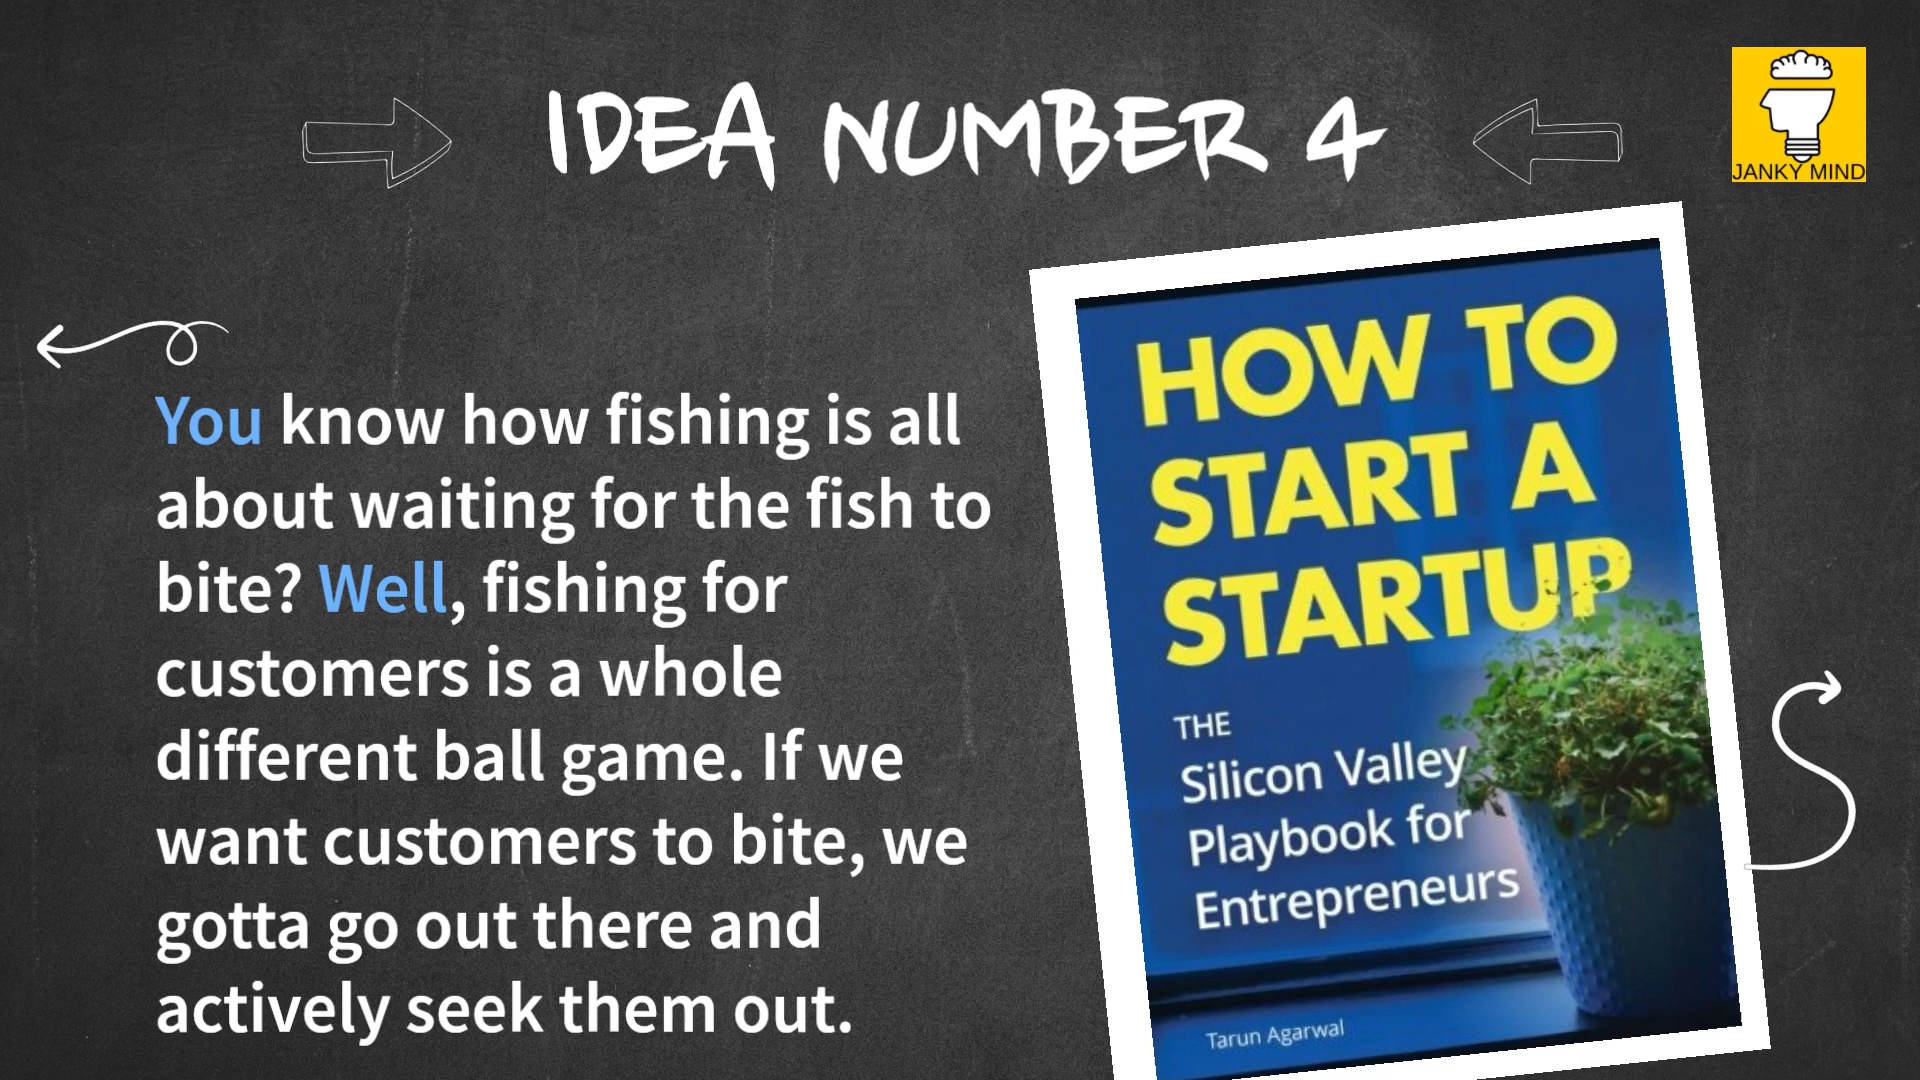 IDEA NUMBER 4
JANKY MIND
You know how fishing is all
about waiting for the fish to
bite? Well, fishing for
customers is a whole
different ball game. If we
want customers to bite, we
gotta go out there and
actively seek them out.
HOW TO
START A
STARTUP
THE
Silicon Valley
Playbook for
Entrepreneurs
Tarun Agarwal